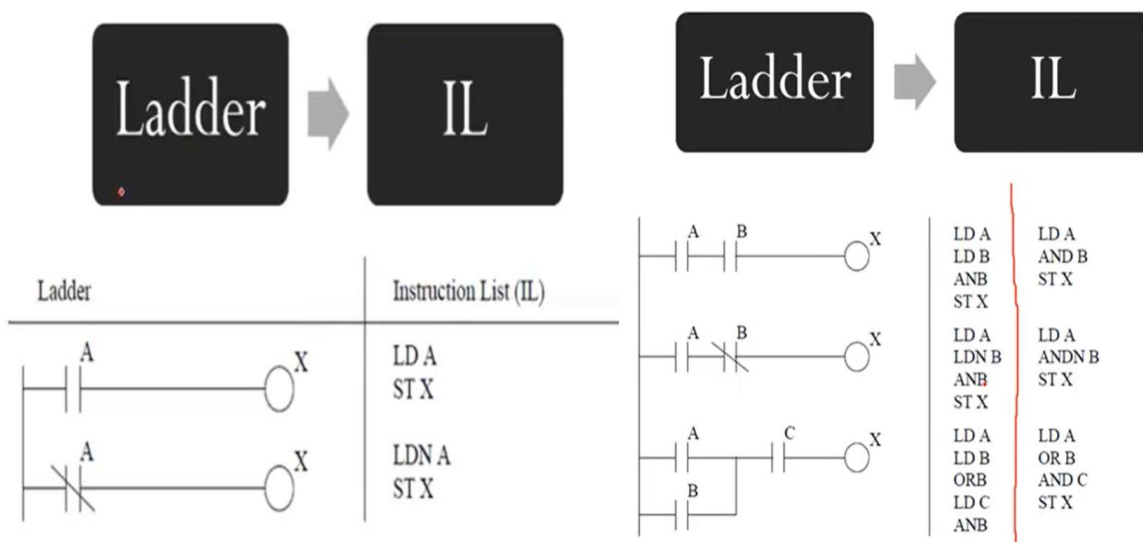 Ladder
IL
Ladder
Instruction List (IL)
A
X
LD A
ST X
A
X
LDN A
ST X
Ladder
IL
A
B
X
LD A
LD B
ANB
ST X
LD A
AND B
ST X
A
B
X
LD A
LDN B
ANB
ST X
LD A
ANDN B
ST X
A
C
X
B
LD A
LD B
ORB
LD C
ANB
LD A
OR B
AND C
ST X